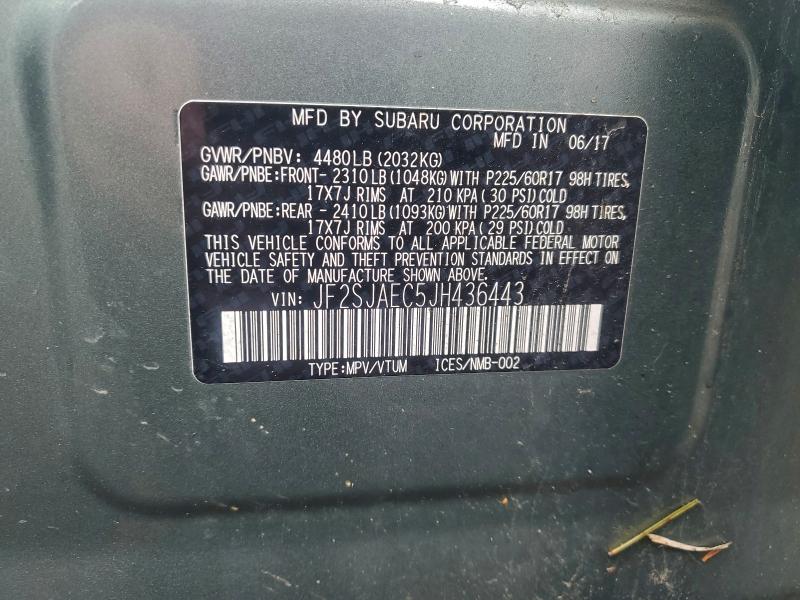 MFD BY SUBARU CORPORATION
MFD IN 06/17
GVWR/PNBV: 4480LB(2032KG)
GAWR/PNBE:FRONT- 2310LB(1048KG)WITH P225/60R17 98H TIRES,
17X7J RIMS AT 210 KPA(30 PSI)COLD
GAWR/PNBE:REAR - 2410LB(1093KG)WITH P225/60R17 98H TIRES,
17X7J RIMS AT 200 KPA(29 PSI)COLD
THIS VEHICLE CONFORMS TO ALL APPLICABLE FEDERAL MOTOR
VEHICLE SAFETY AND THEFT PREVENTION STANDARDS IN EFFECT ON
THE DATE OF MANUFACTURE SHOWN ABOVE.
VIN: JF2SJAEC5JH436443
TYPE:MPV/VTUM ICES/NMB-002